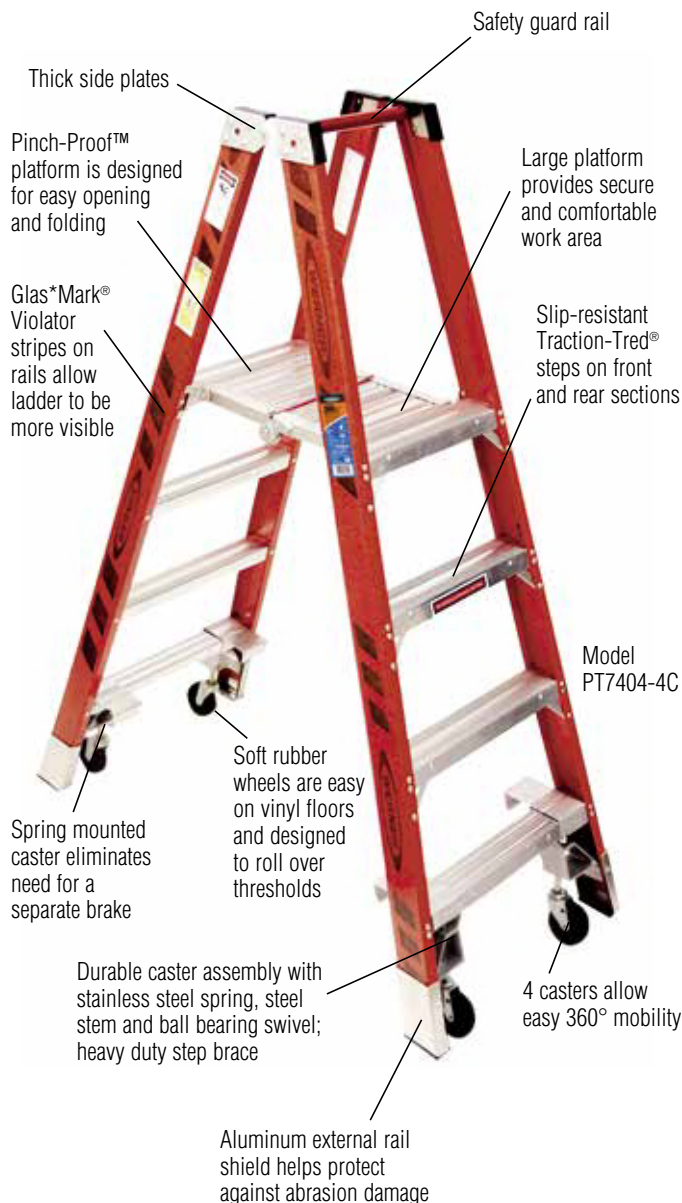 Safety guard rail
Thick side plates
Pinch-Proof™
platform is designed
for easy opening
and folding
Large platform
provides secure
and comfortable
work area
Glas*Mark®
Violator
stripes on
rails allow
ladder to be
more visible
Slip-resistant
Traction-Tred®
steps on front
and rear sections
Model
PT7404-4C
Soft rubber
wheels are easy
on vinyl floors
and designed
to roll over
thresholds
Spring mounted
caster eliminates
need for a
separate brake
Durable caster assembly with
stainless steel spring, steel
stem and ball bearing swivel;
heavy duty step brace
4 casters allow
easy 360° mobility
Aluminum external rail
shield helps protect
against abrasion damage